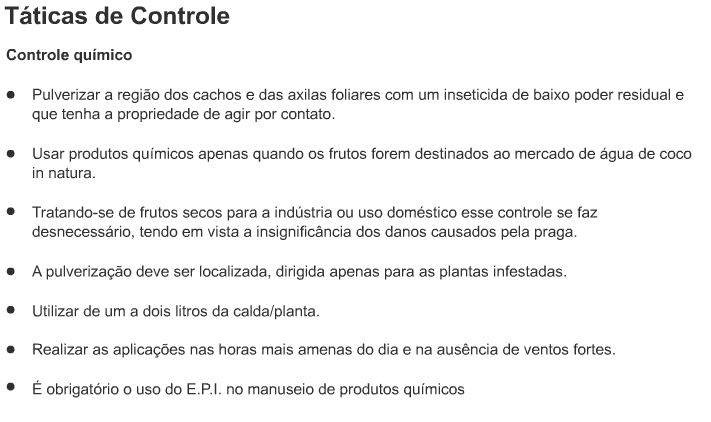 Táticas de Controle
Controle químico
● Pulverizar a região dos cachos e das axilas foliares com um inseticida de baixo poder residual e
que tenha a propriedade de agir por contato.
● Usar produtos químicos apenas quando os frutos forem destinados ao mercado de água de coco
in natura.
● Tratando-se de frutos secos para a indústria ou uso doméstico esse controle se faz
desnecessário, tendo em vista a insignificância dos danos causados pela praga.
● A pulverização deve ser localizada, dirigida apenas para as plantas infestadas.
● Utilizar de um a dois litros da calda/planta.
● Realizar as aplicações nas horas mais amenas do dia e na ausência de ventos fortes.
● É obrigatório o uso do E.P.I. no manuseio de produtos químicos